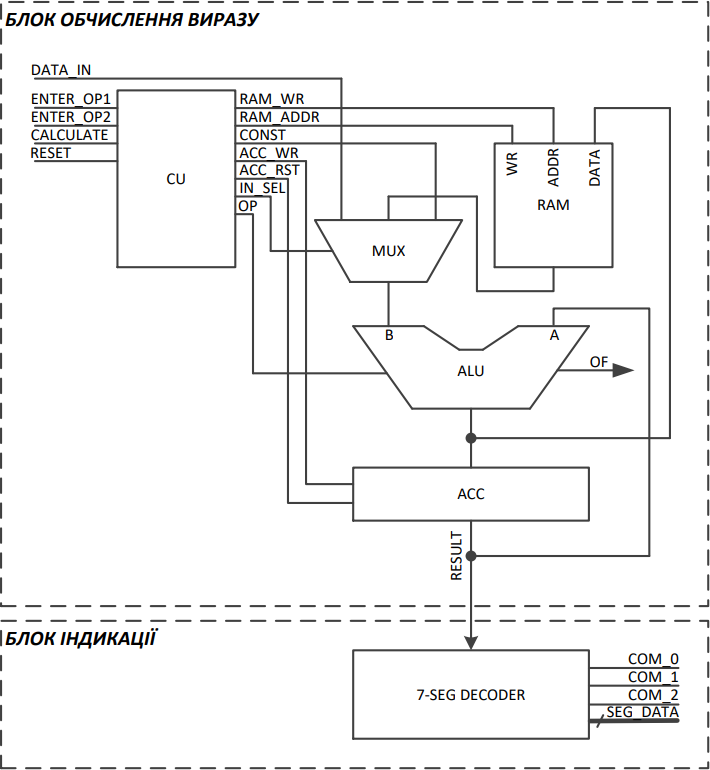 БЛОК ОБЧИСЛЕННЯ ВИРАЗУ
DATA_IN
ENTER_OP1
ENTER_OP2
CALCULATE
RESET
CU
RAM_WR
RAM_ADDR
CONST
ACC_WR
ACC_RST
IN_SEL
OP
WR
ADDR
DATA
RAM
MUX
B
A
ALU
OF
ACC
RESULT
БЛОК ІНДИКАЦІЇ
7-SEG DECODER
COM_0
COM_1
COM_2
SEG_DATA